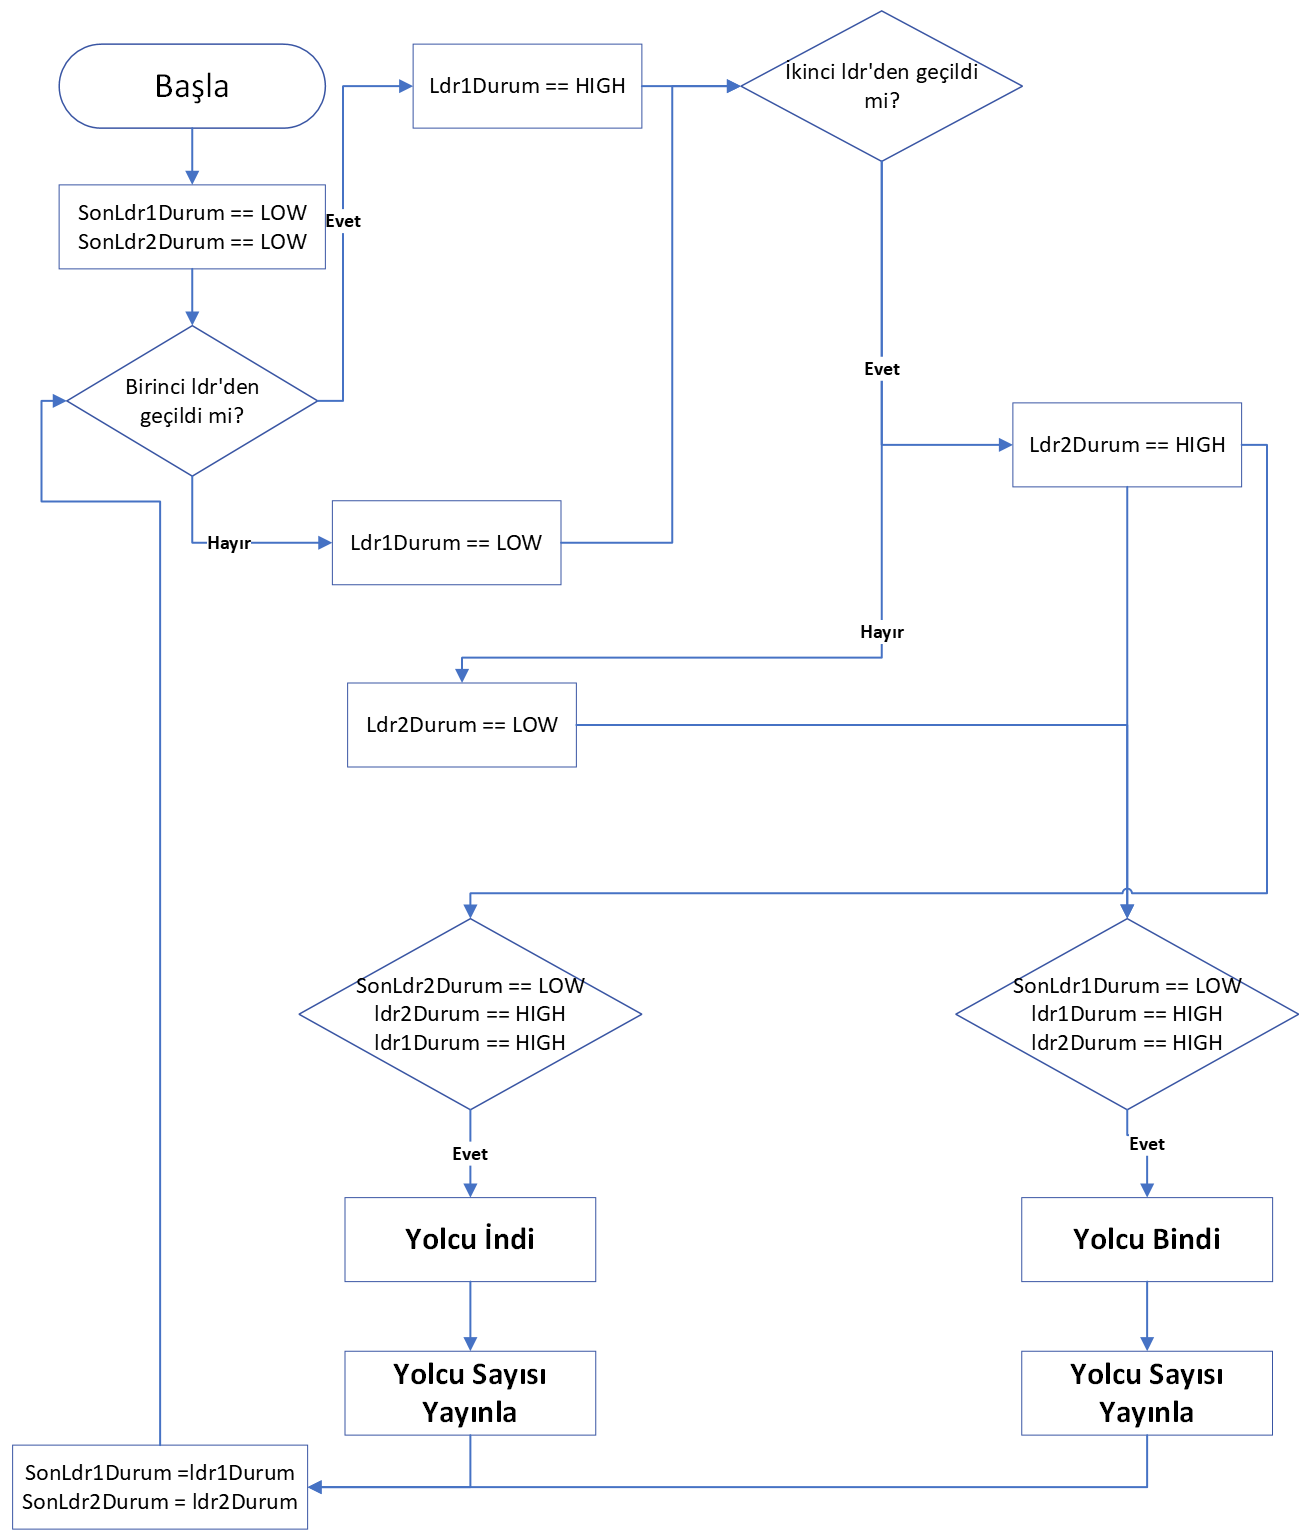 Başla
SonLdr1Durum == LOW
SonLdr2Durum == LOW
Evet
Birinci ldr'den
geçildi mi?
Hayır
Ldr1Durum == HIGH
Ldr1Durum == LOW
İkinci ldr'den geçildi
mi?
Evet
Ldr2Durum == HIGH
Hayır
Ldr2Durum == LOW
SonLdr2Durum == LOW
ldr2Durum == HIGH
ldr1Durum == HIGH
SonLdr1Durum == LOW
ldr1Durum == HIGH
ldr2Durum == HIGH
Evet
Evet
Yolcu İndi
Yolcu Bindi
Yolcu Sayısı
Yayınla
Yolcu Sayısı
Yayınla
SonLdr1Durum =ldr1Durum
SonLdr2Durum = ldr2Durum